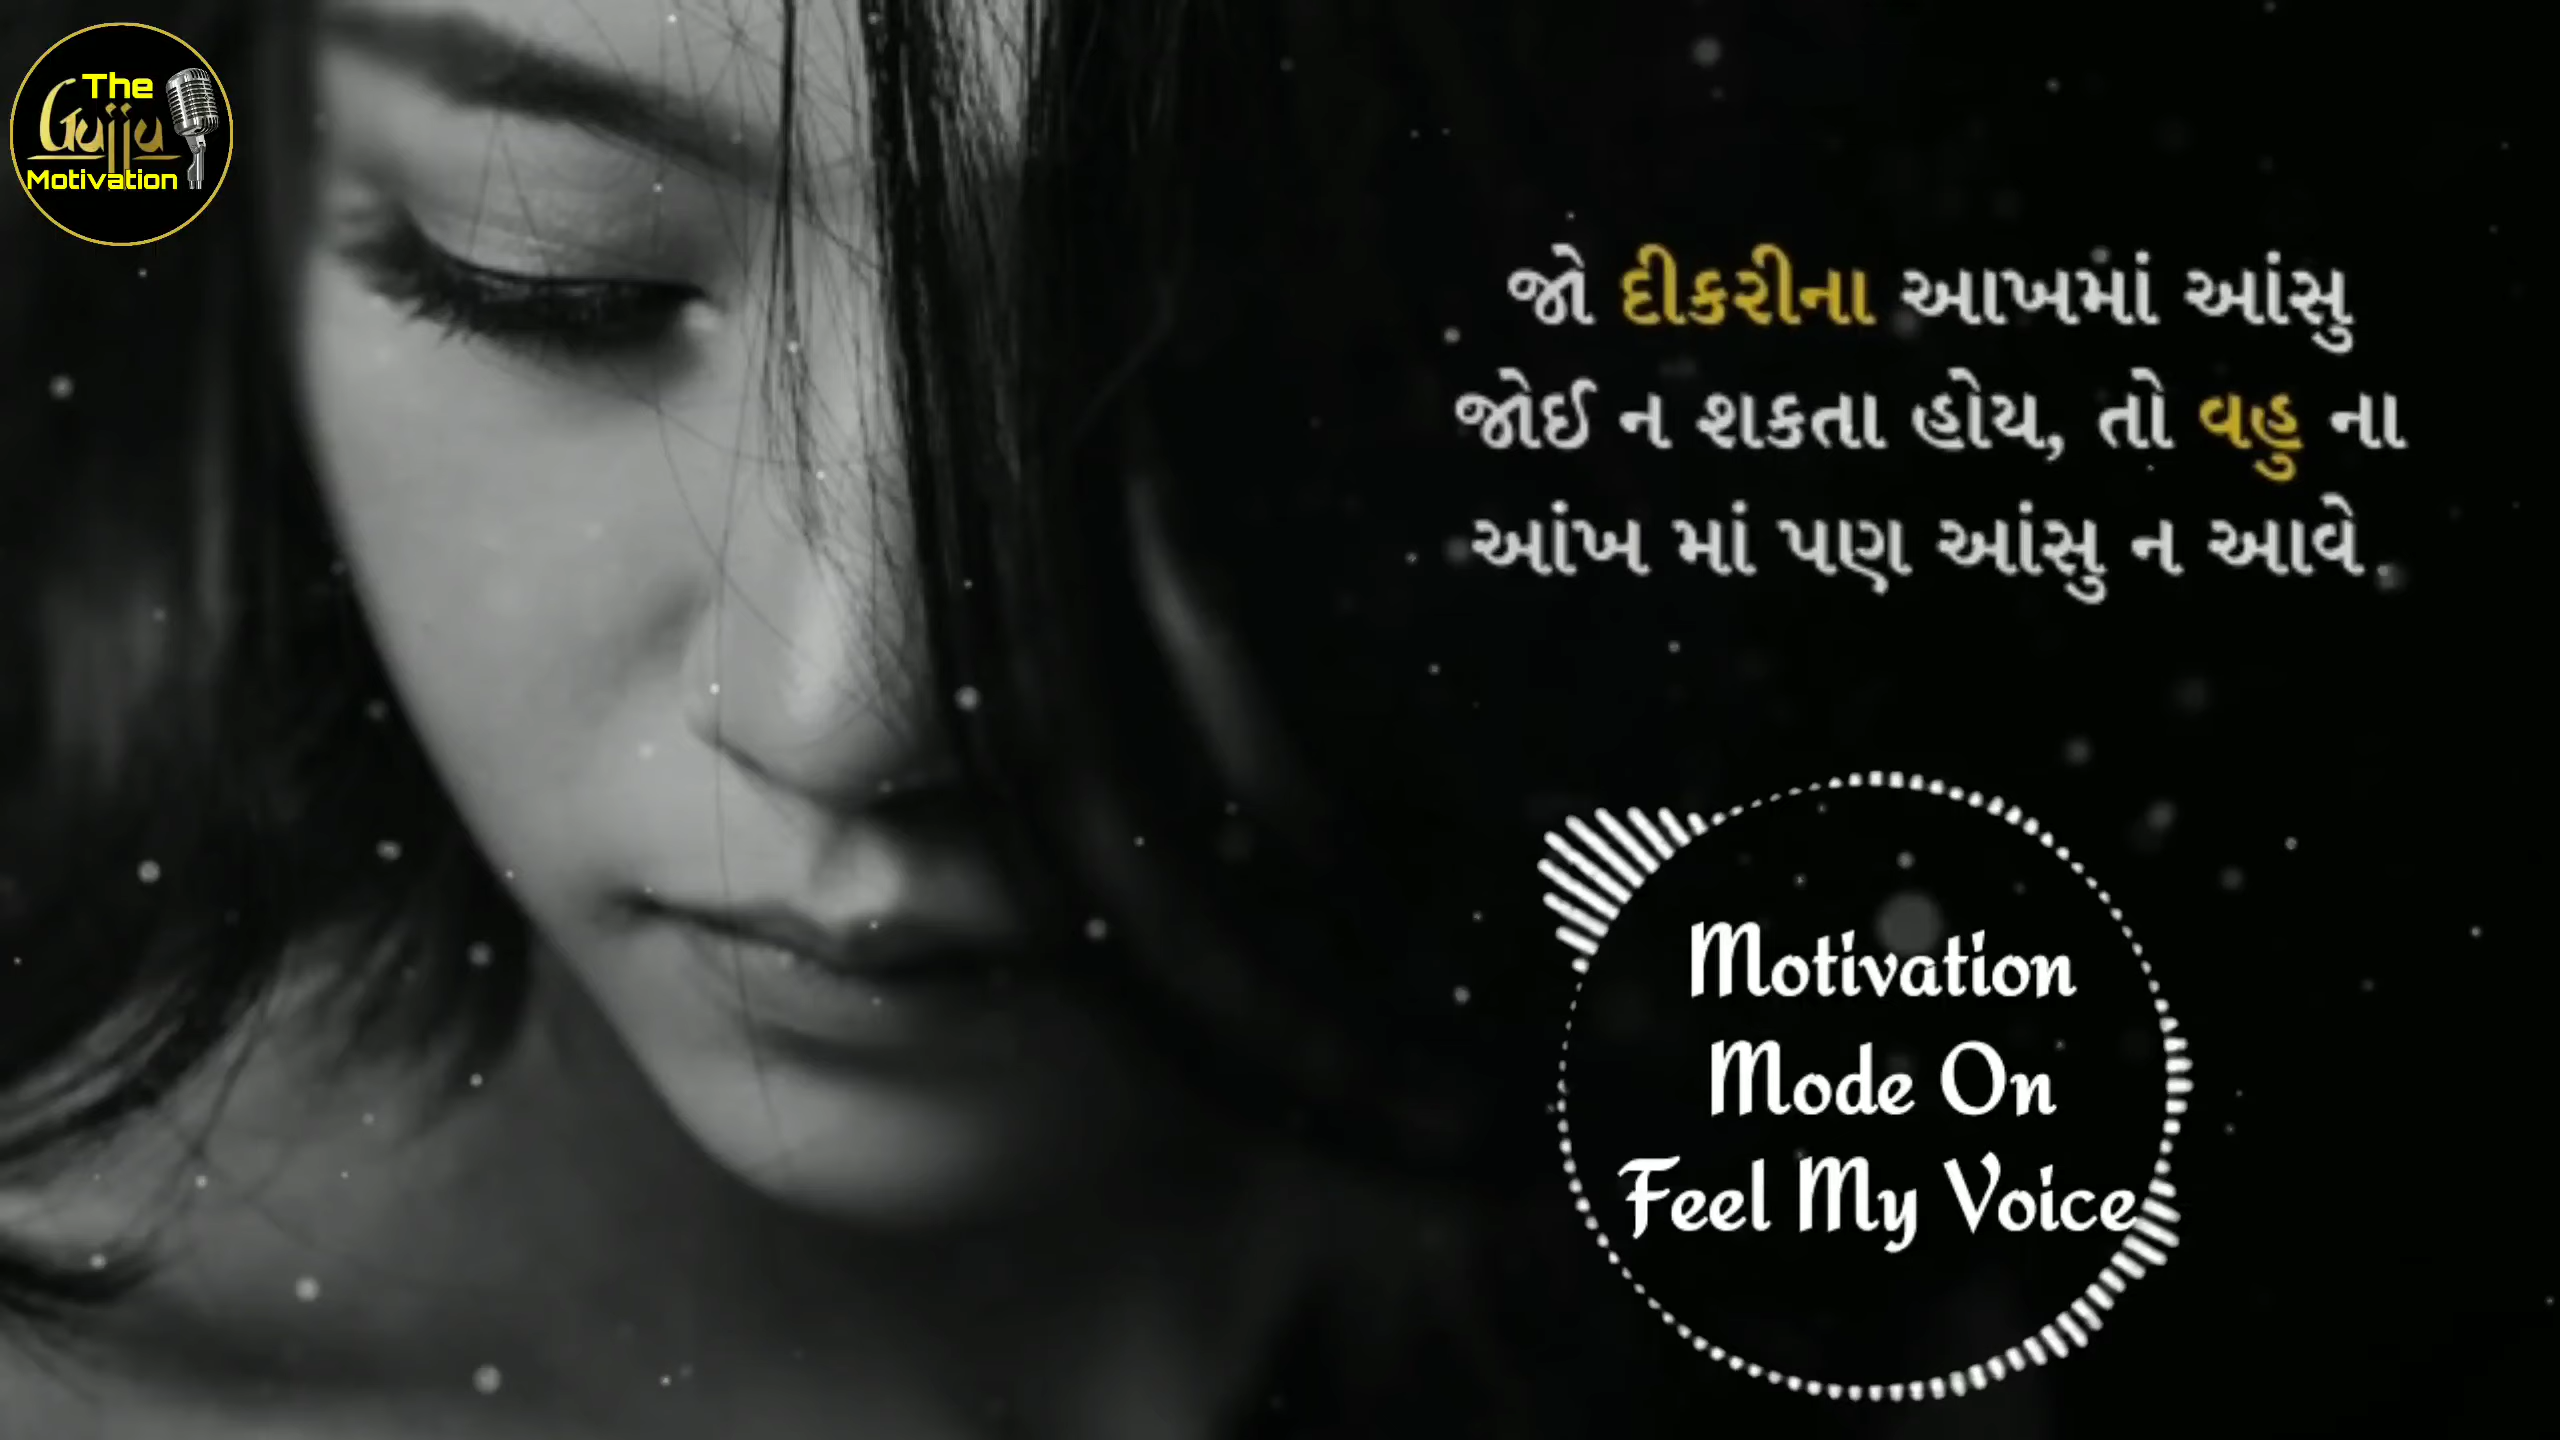 The
Gujju
Motivation
જો દીકરીના આખમાં આંસુ
જોઈ ન શકતા હોય, તો વહુ ના
આંખ માં પણ આંસુ ન આવે.
Motivation
Mode On
Feel My Voice